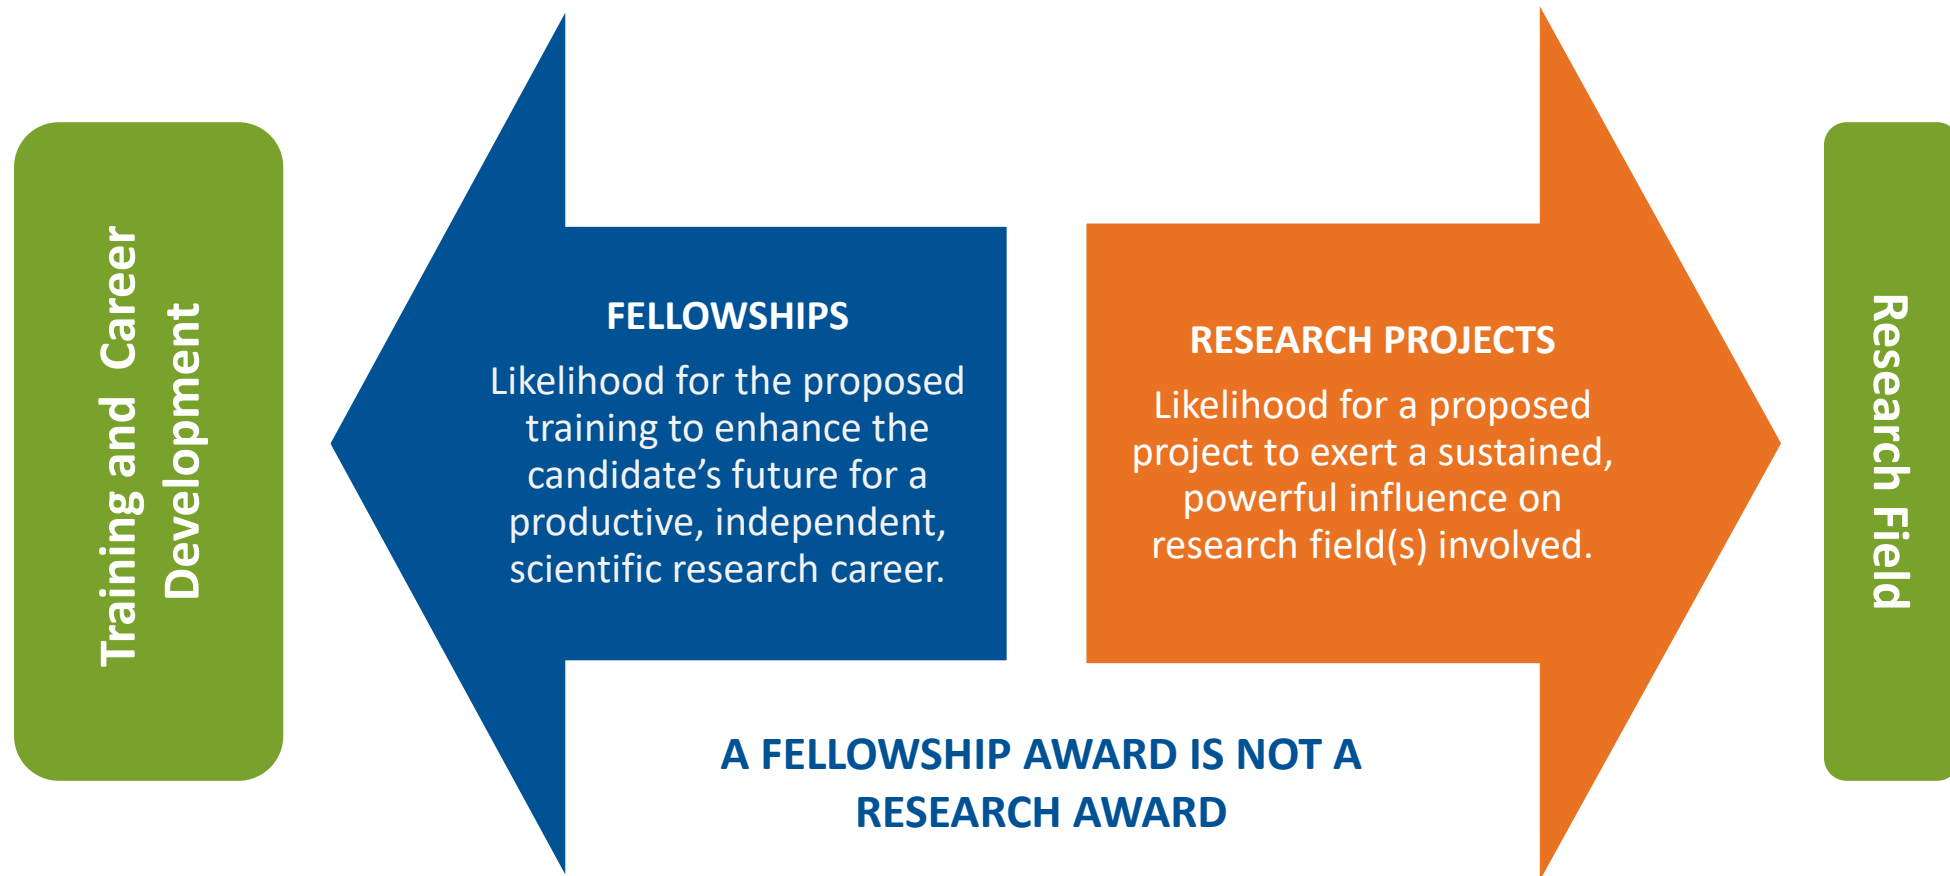 Training and Career
Development
FELLOWSHIPS
Likelihood for the proposed
training to enhance the
candidate’s future for a
productive, independent,
scientific research career.
RESEARCH PROJECTS
Likelihood for a proposed
project to exert a sustained,
powerful influence on
research field(s) involved.
Research Field
A FELLOWSHIP AWARD IS NOT A
RESEARCH AWARD